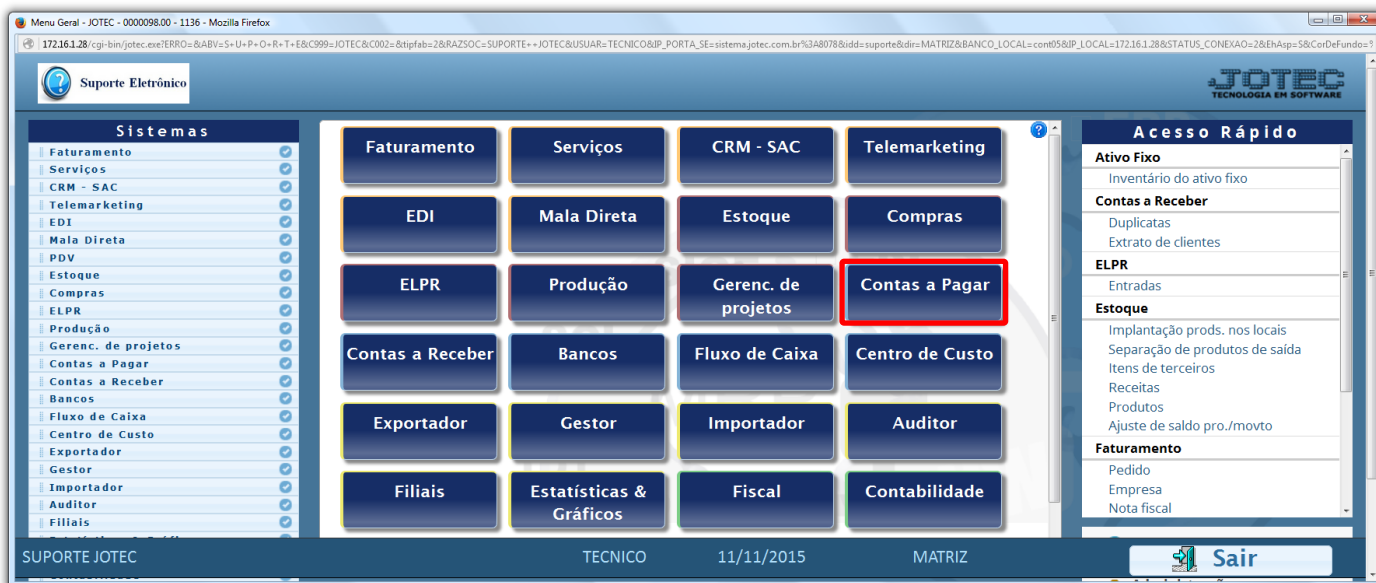 Menu Geral - JOTEC - 0000098.00 - 1136 - Mozilla Firefox
172.16.1.28/cgi-bin/jotec.exe?ERRO=&ABV=S+U+P+O+R+T+E&C999=JOTEC&C002=&tipfab=2&RAZSOC=SUPORTE++JOTEC&USUAR=TECNICO&IP_PORTA_SE=sistema.jotec.com.br%3A8078&idd=suporte&dir=MATRIZ&BANCO_LOCAL=cont05&IP_LOCAL=172.16.1.28&STATUS_CONEXAO=2&EhAsp=S&CorDeFundo=
Suporte Eletrônico
JOTEC
TECNOLOGIA EM SOFTWARE
Sistemas
Faturamento
Serviços
CRM - SAC
Telemarketing
EDI
Mala Direta
PDV
Estoque
Compras
ELPR
Produção
Gerenc. de projetos
Contas a Pagar
Contas a Receber
Bancos
Fluxo de Caixa
Centro de Custo
Exportador
Gestor
Importador
Auditor
Filiais
Faturamento
Serviços
CRM - SAC
Telemarketing
EDI
Mala Direta
Estoque
Compras
ELPR
Produção
Gerenc. de
projetos
Contas a Pagar
Contas a Receber
Bancos
Fluxo de Caixa
Centro de Custo
Exportador
Gestor
Importador
Auditor
Filiais
Estatísticas &
Gráficos
Fiscal
Contabilidade
Acesso Rápido
Ativo Fixo
Inventário do ativo fixo
Contas a Receber
Duplicatas
Extrato de clientes
ELPR
Entradas
Estoque
Implantação prods. nos locais
Separação de produtos de saída
Itens de terceiros
Receitas
Produtos
Ajuste de saldo pro./movto
Faturamento
Pedido
Empresa
Nota fiscal
SUPORTE JOTEC
TECNICO
11/11/2015
MATRIZ
Sair